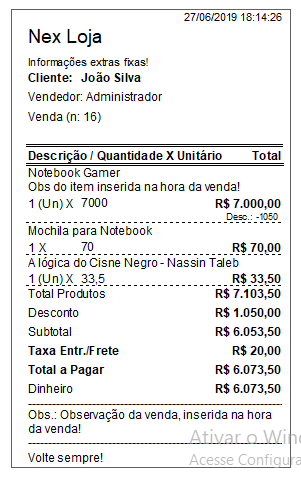 27/06/2019 18:14:26
Nex Loja
Informações extras fixas!
Cliente: João Silva
Vendedor: Administrador
Venda (n: 16)
Descrição / Quantidade X Unitário Total
Notebook Gamer
Obs do item inserida na hora da venda!
1 (Un) X 7000 R$ 7.000,00
Desc.: -1050
Mochila para Notebook
1 X 70 R$ 70,00
A lógica do Cisne Negro - Nassin Taleb
1 (Un) X 33,5 R$ 33,50
Total Produtos R$ 7.103,50
Desconto R$ 1.050,00
Subtotal R$ 6.053,50
Taxa Entr./Frete R$ 20,00
Total a Pagar R$ 6.073,50
Dinheiro R$ 6.073,50
Obs.: Observação da venda, inserida na hora
da venda!
Ativar o Win
Volte sempre!
Acesse Configura